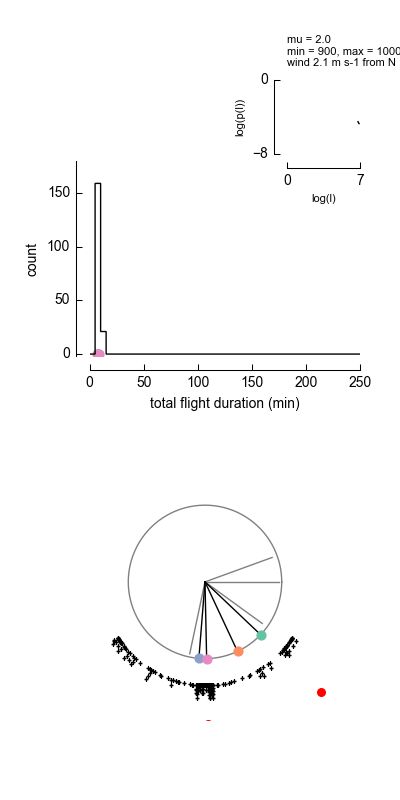 mu = 2.0
min = 900, max = 1000
wind 2.1 m s-1 from N
0
−8
log(p(l))
0 7
log(l)
150
100
50
0
count
0 50 100 150 200 250
total flight duration (min)